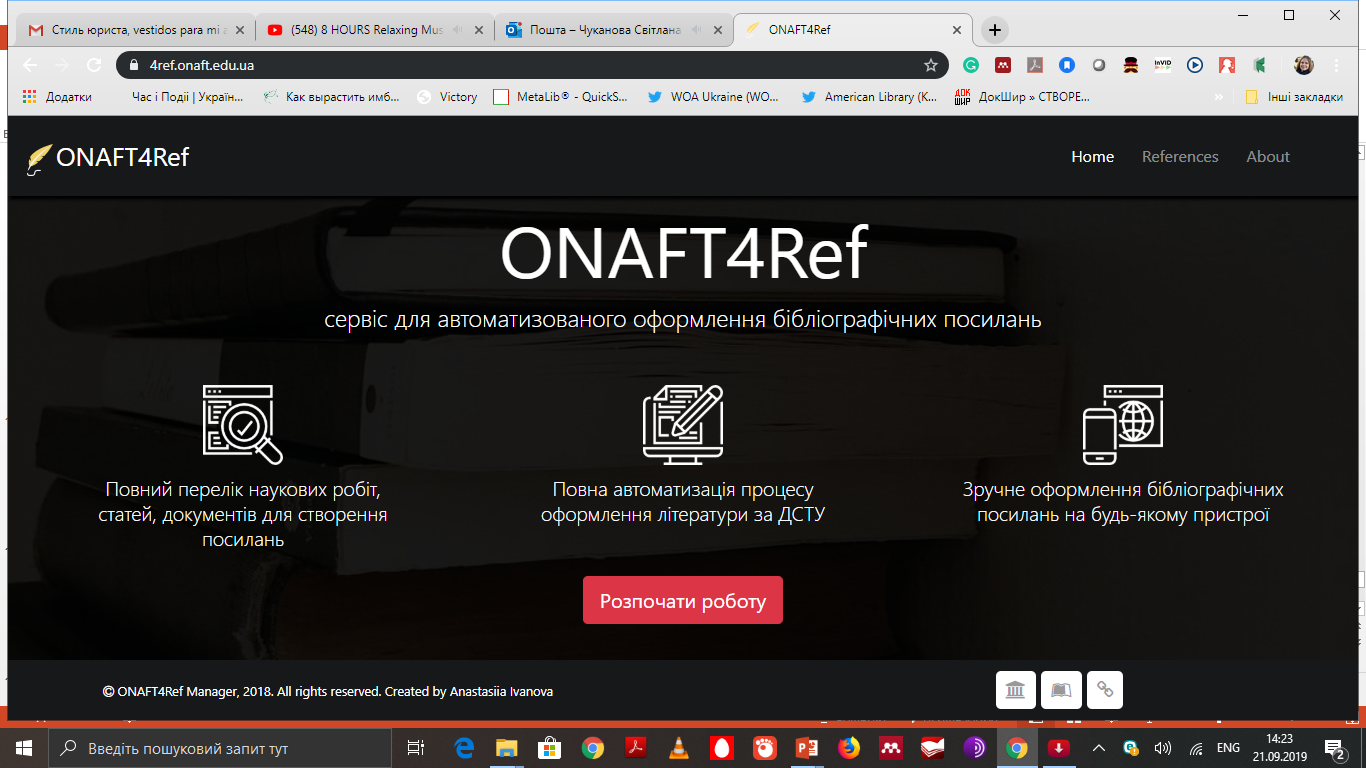 Стиль юриста, vestidos para mi
(548) 8 HOURS Relaxing Mus
Пошта – Чуканова Світлана
ONAFT4Ref
4ref.onaft.edu.ua
Додатки
Час і Події | Україн...
Как вырастить имб...
Victory
MetaLib® - QuickS...
WOA Ukraine (WO...
American Library (K...
ДОК ШИР
ДокШир » СТВОРЕ...
»
Інші закладки
ONAFT4Ref
Home
References
About
ONAFT4Ref
сервіс для автоматизованого оформлення бібліографічних посилань
Повний перелік наукових робіт,
статей, документів для створення
посилань
Повна автоматизація процесу
оформлення літератури за ДСТУ
Зручне оформлення бібліографічних
посилань на будь-якому пристрої
Розпочати роботу
© ONAFT4Ref Manager, 2018. All rights reserved. Created by Anastasiia Ivanova
Введіть пошуковий запит тут
ENG
14:23
21.09.2019
2